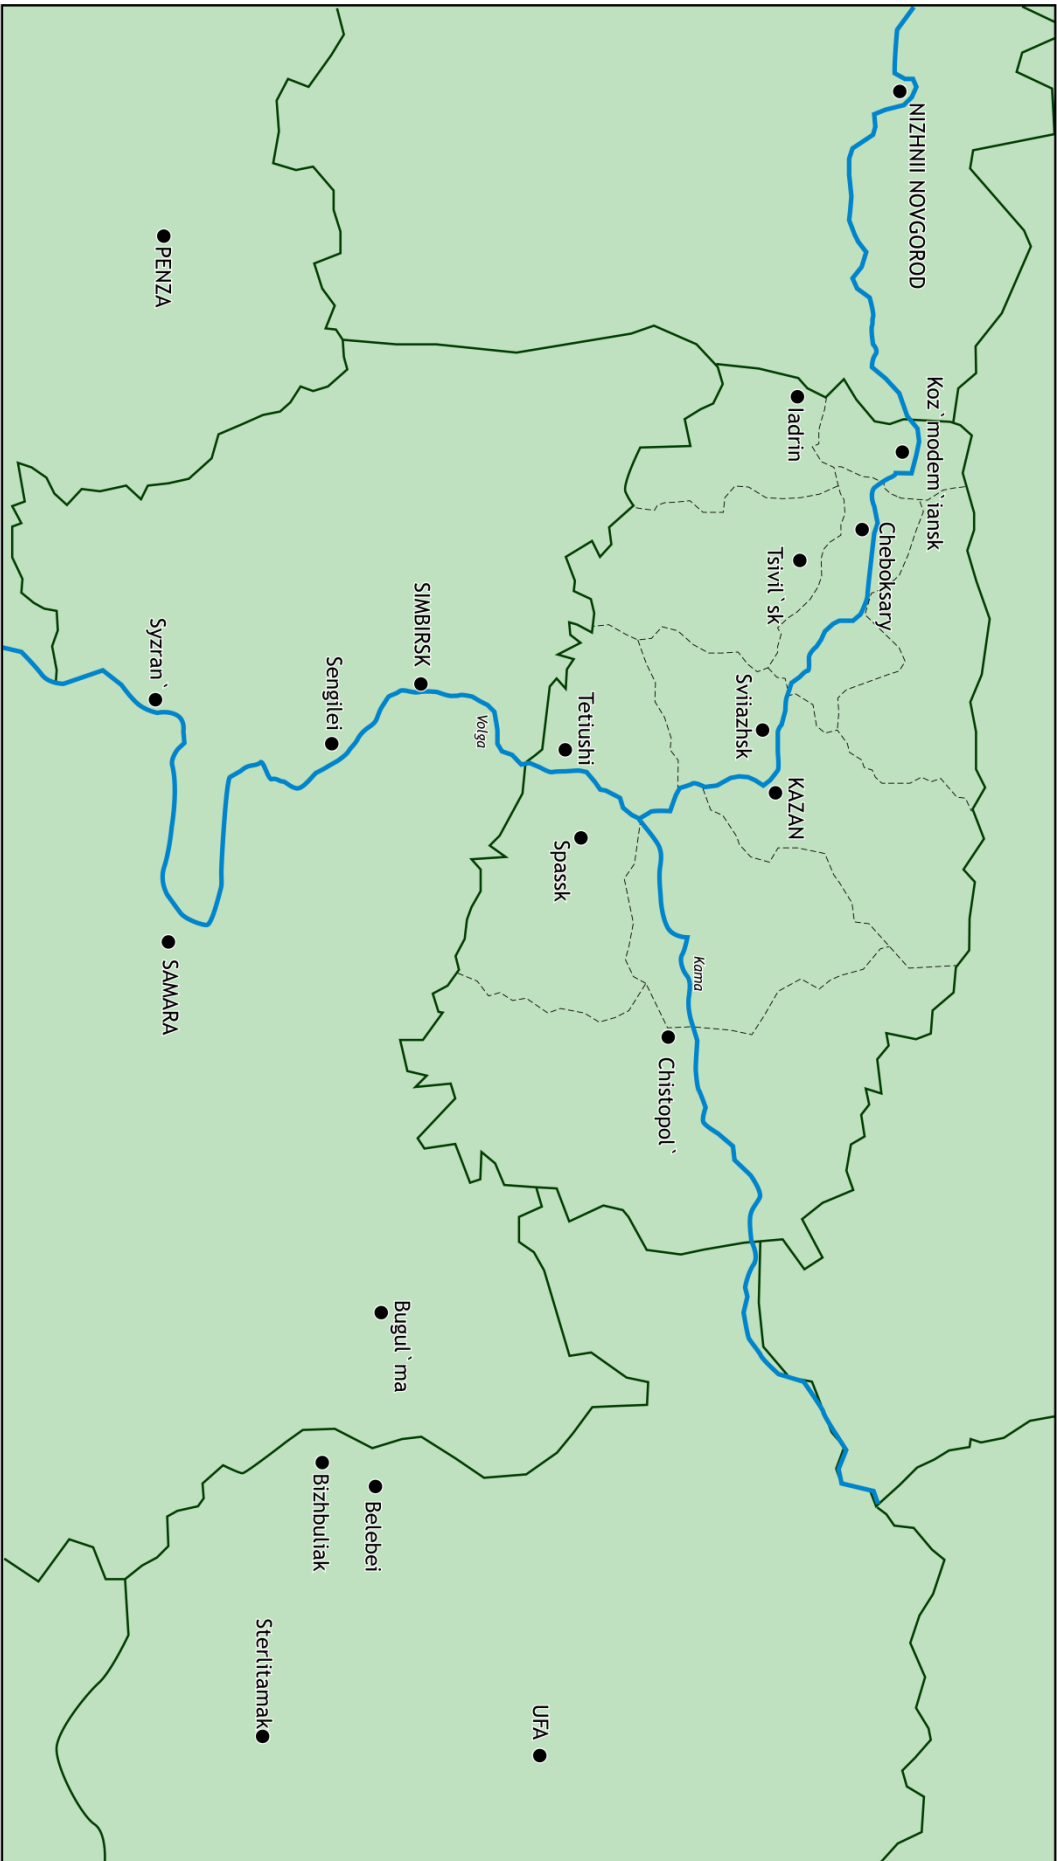 NIZHNII NOVGOROD
Koz`modem`iansk
Iadrin
Cheboksary
Tsivil`sk
Sviiazhsk
KAZAN
Tetiushi
Spassk
Kama
Chistopol`
PENZA
SIMBIRSK
Volga
Sengilei
Syzran`
SAMARA
Bugul`ma
Belebei
Bizhbuliak
Sterlitamak
UFA